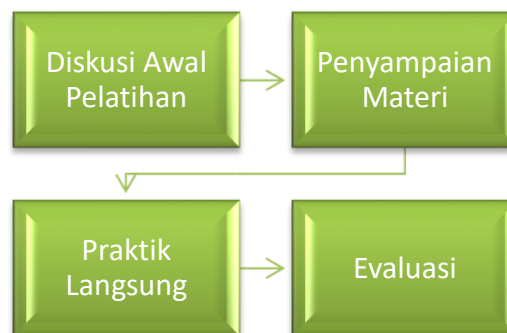 Diskusi Awal
Pelatihan
Penyampaian
Materi
Praktik
Langsung
Evaluasi